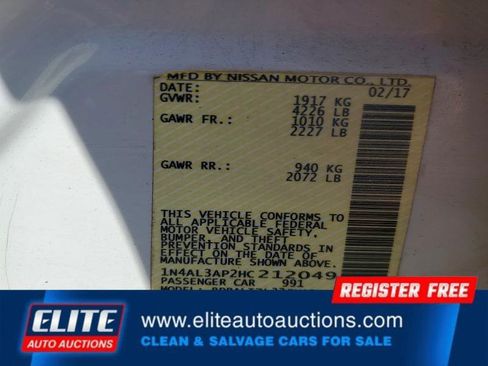 MFD BY NISSAN MOTOR CO., LTD.
DATE: 02/17
GVWR: 1917 KG
4226 LB
GAWR FR.: 1010 KG
2227 LB
GAWR RR.: 940 KG
2072 LB
THIS VEHICLE CONFORMS TO
ALL APPLICABLE FEDERAL
MOTOR VEHICLE SAFETY,
BUMPER, AND THEFT
PREVENTION STANDARDS IN
EFFECT ON THE DATE OF
MANUFACTURE SHOWN ABOVE.
1N4AL3AP2HC212049
PASSENGER CAR 991
MODEL:
REGISTER FREE
ELITE
AUTO AUCTIONS
www.eliteautoauctions.com
CLEAN & SALVAGE CARS FOR SALE